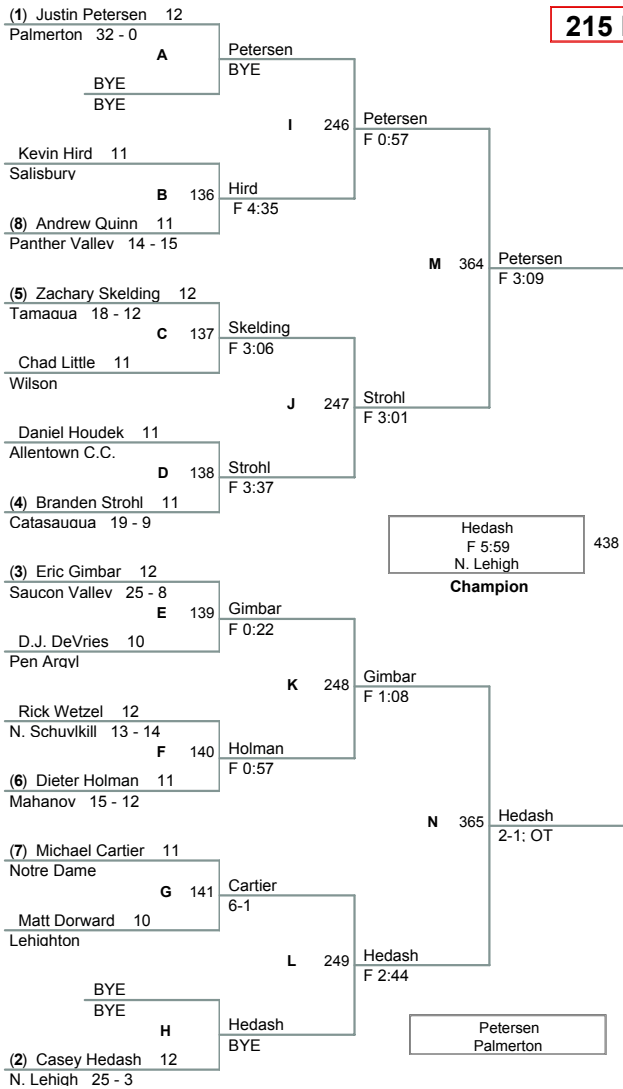 (1) Justin Petersen 12
Palmerton 32 - 0
215
A
Petersen
BYE
BYE
BYE
I 246
Petersen
F 0:57
Kevin Hird 11
Salisbury
B 136
Hird
F 4:35
(8) Andrew Quinn 11
Panther Valley 14 - 15
M 364
Petersen
F 3:09
(5) Zachary Skelding 12
Tamaqua 18 - 12
C 137
Skelding
F 3:06
Chad Little 11
Wilson
J 247
Strohl
F 3:01
Daniel Houdek 11
Allentown C.C.
D 138
Strohl
F 3:37
(4) Branden Strohl 11
Catasauqua 19 - 9
Hedash
F 5:59
N. Lehigh
438
Champion
(3) Eric Gimbar 12
Saucon Valley 25 - 8
E 139
Gimbar
F 0:22
D.J. DeVries 10
Pen Argyl
K 248
Gimbar
F 1:08
Rick Wetzel 12
N. Schuylkill 13 - 14
F 140
Holman
F 0:57
(6) Dieter Holman 11
Mahanoy 15 - 12
N 365
Hedash
2-1; OT
(7) Michael Cartier 11
Notre Dame
G 141
Cartier
6-1
Matt Dorward 10
Lehighton
L 249
Hedash
F 2:44
BYE
BYE
H
Hedash
BYE
(2) Casey Hedash 12
N. Lehigh 25 - 3
Petersen
Palmerton